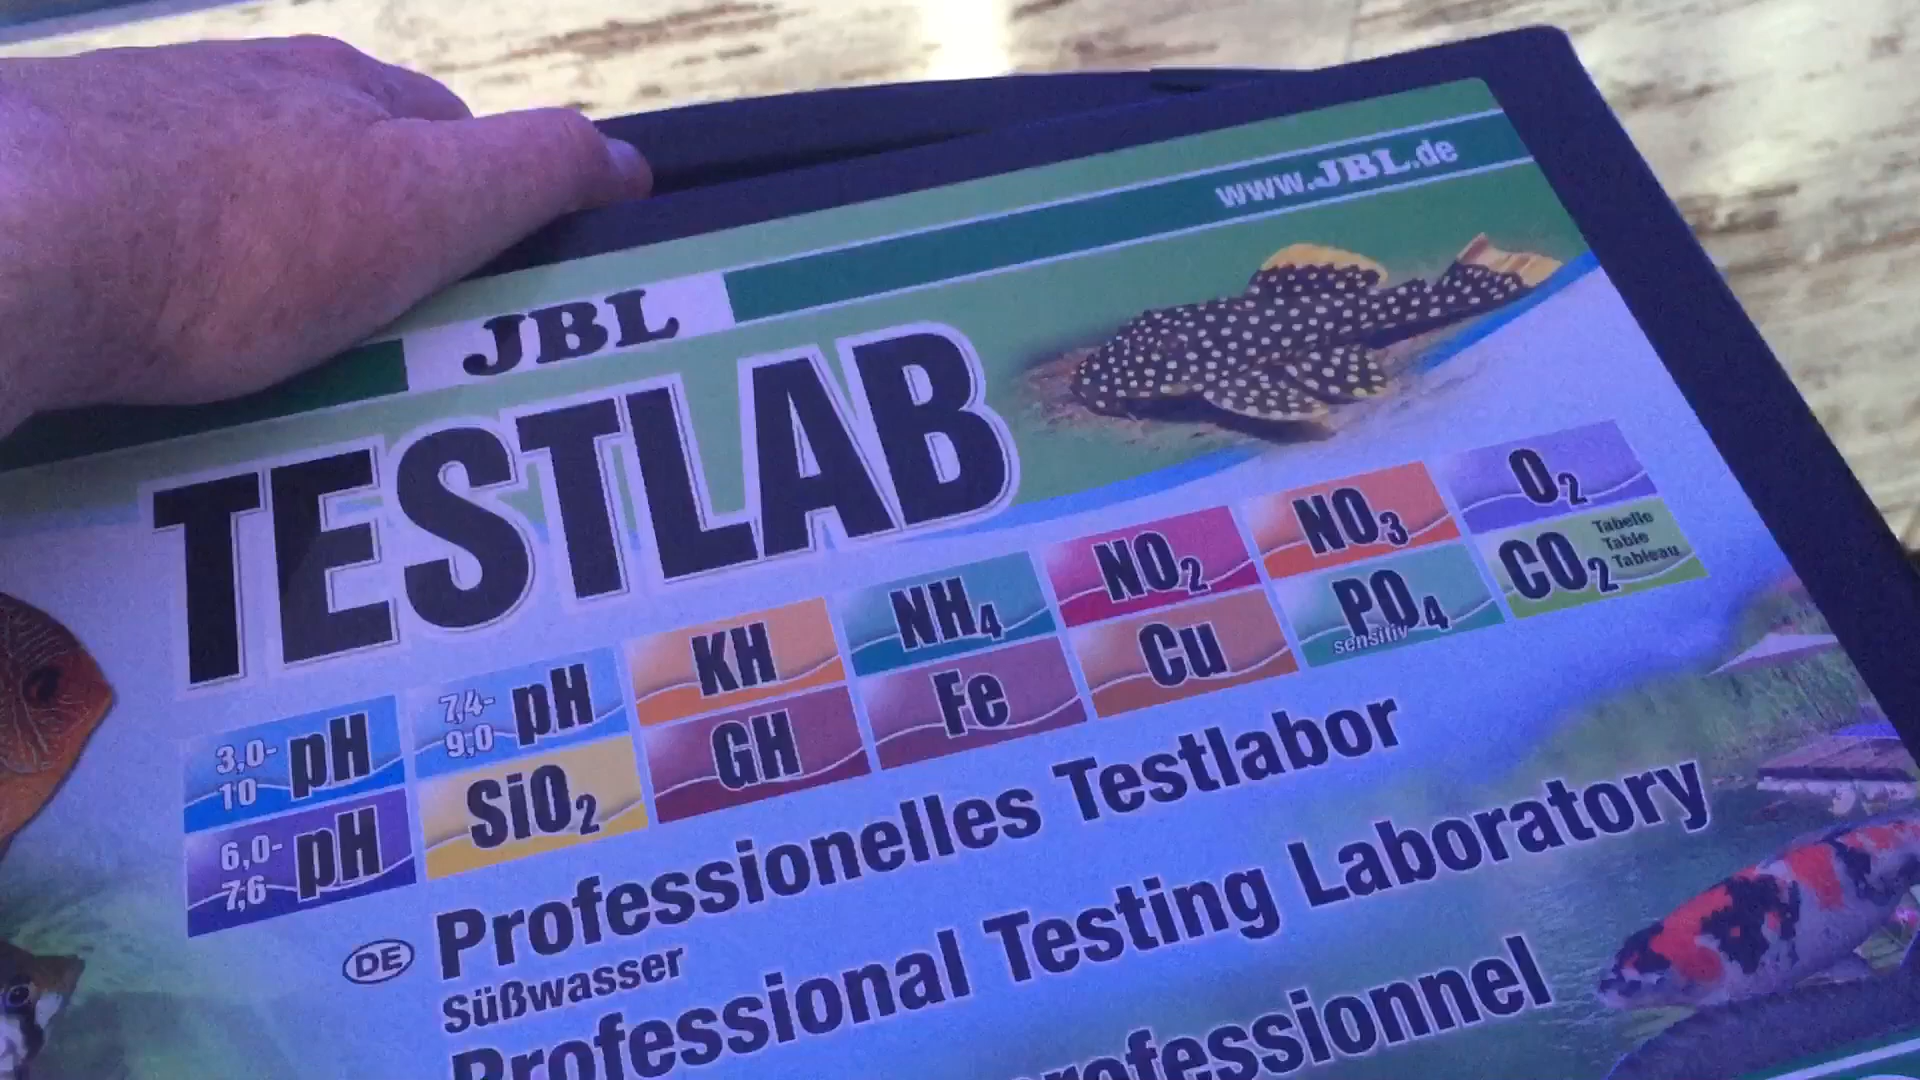 www.JBL.de
JBL
TESTLAB
3,0-10 pH
7,4-9,0 pH
KH
NH4
NO2
NO3
O2
6,0-7,6 pH
SiO2
GH
Fe
Cu
PO4 sensitiv
CO2 Tabelle Table Tableau
DE Professionelles Testlabor
Süßwasser
Professional Testing Laboratory
rofessionnel